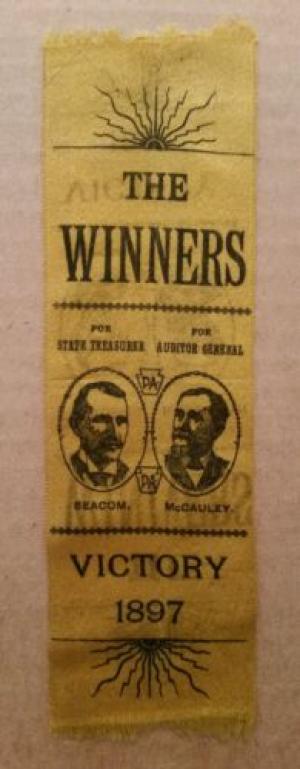 THE
WINNERS
FOR FOR
STATE TREASURER AUDITOR GENERAL
PA
PA
BEACOM. McCAULEY.
VICTORY
1897